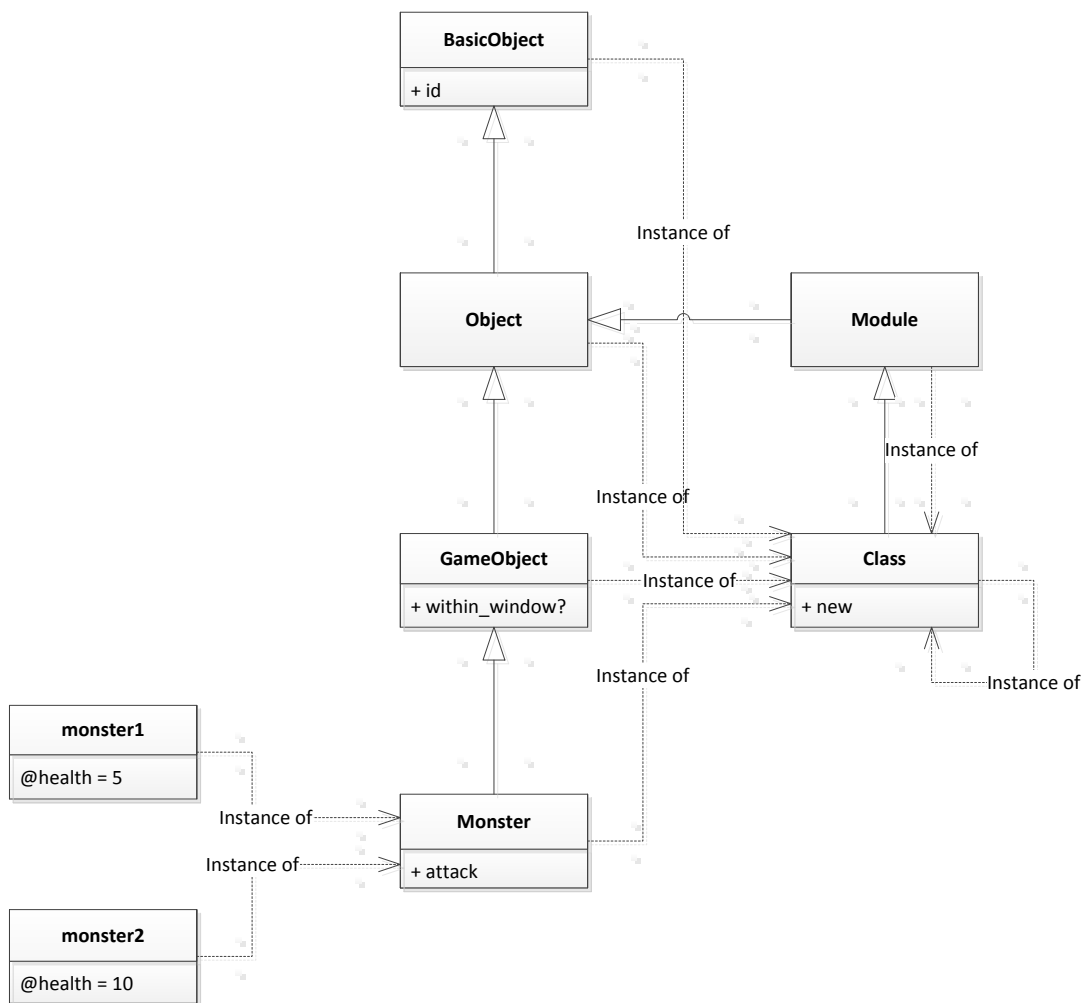 BasicObject
+ id
Instance of
Object
Module
Instance of
Instance of
GameObject
+ within_window?
Instance of
Class
+ new
Instance of
Instance of
monster1
@health = 5
Instance of
Monster
+ attack
Instance of
monster2
@health = 10